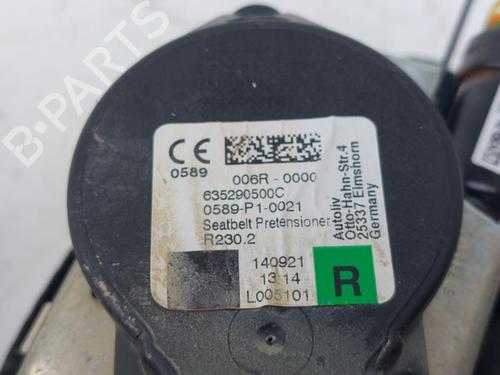 B-PARTS
CE
0589
006R - 0000
635290500C
0589-P1-0021
Seatbelt Pretensioner
R230.2
140921
13:14
L005101
R
Autoliv
Otto-Hahn-Str.4
25337 Elmshorn
Germany